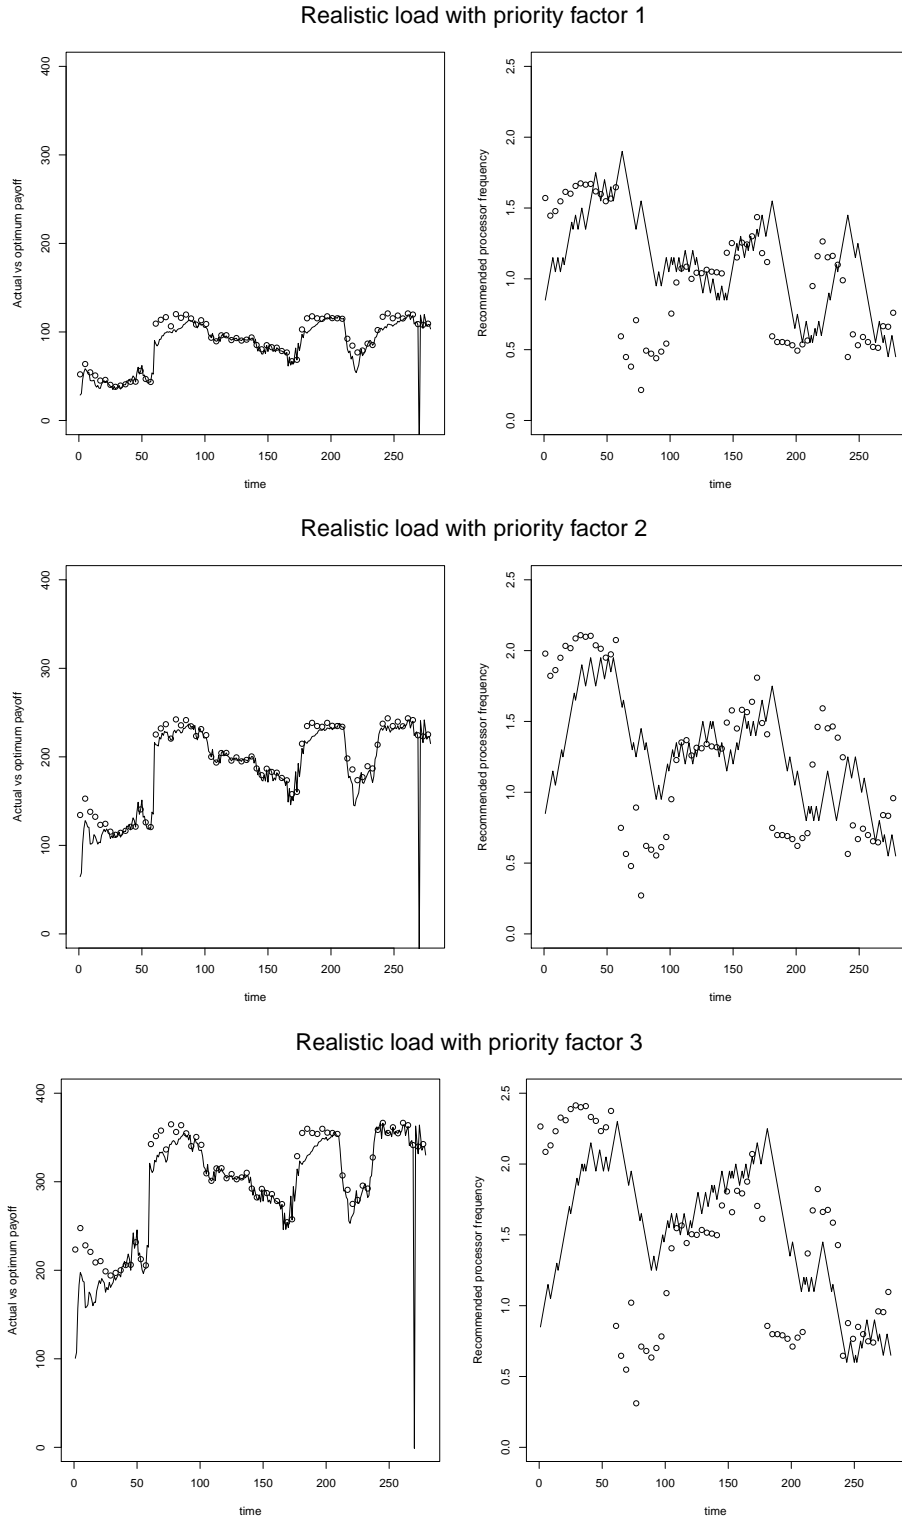 Realistic load with priority factor 1
Actual vs optimum payoff
400
300
200
100
0
0 50 100 150 200 250
time
Recommended processor frequency
2.5
2.0
1.5
1.0
0.5
0.0
0 50 100 150 200 250
time
Realistic load with priority factor 2
Actual vs optimum payoff
400
300
200
100
0
0 50 100 150 200 250
time
Recommended processor frequency
2.5
2.0
1.5
1.0
0.5
0.0
0 50 100 150 200 250
time
Realistic load with priority factor 3
Actual vs optimum payoff
400
300
200
100
0
0 50 100 150 200 250
time
Recommended processor frequency
2.5
2.0
1.5
1.0
0.5
0.0
0 50 100 150 200 250
time